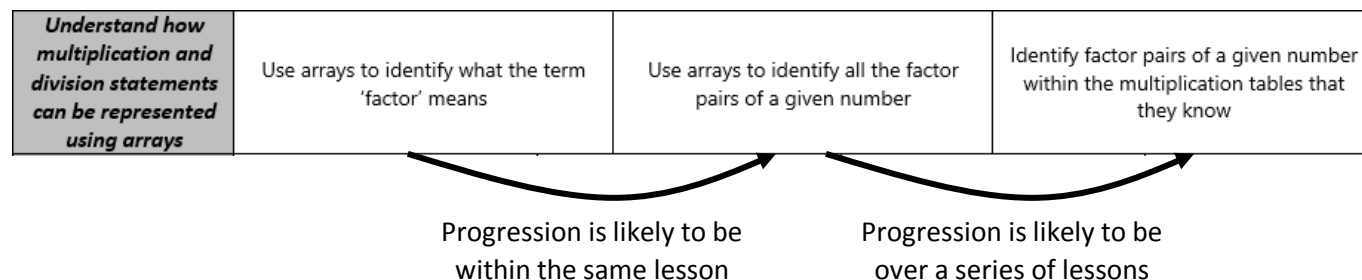 Understand how
multiplication and
division statements
can be represented
using arrays
Use arrays to identify what the term
'factor' means
Use arrays to identify all the factor
pairs of a given number
Identify factor pairs of a given number
within the multiplication tables that
they know
Progression is likely to be
within the same lesson
Progression is likely to be
over a series of lessons